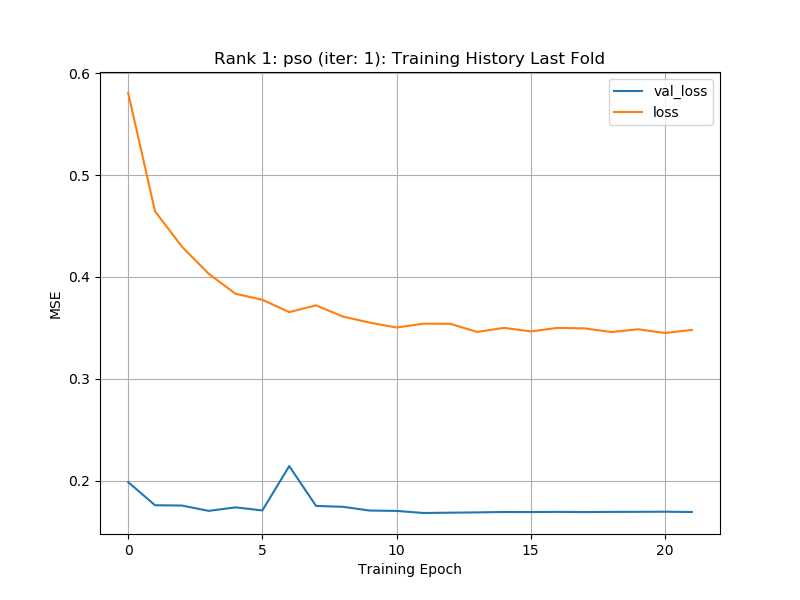 Rank 1: pso (iter: 1): Training History Last Fold
val_loss
loss
0.6
0.5
0.4
0.3
0.2
MSE
0
5
10
15
20
Training Epoch